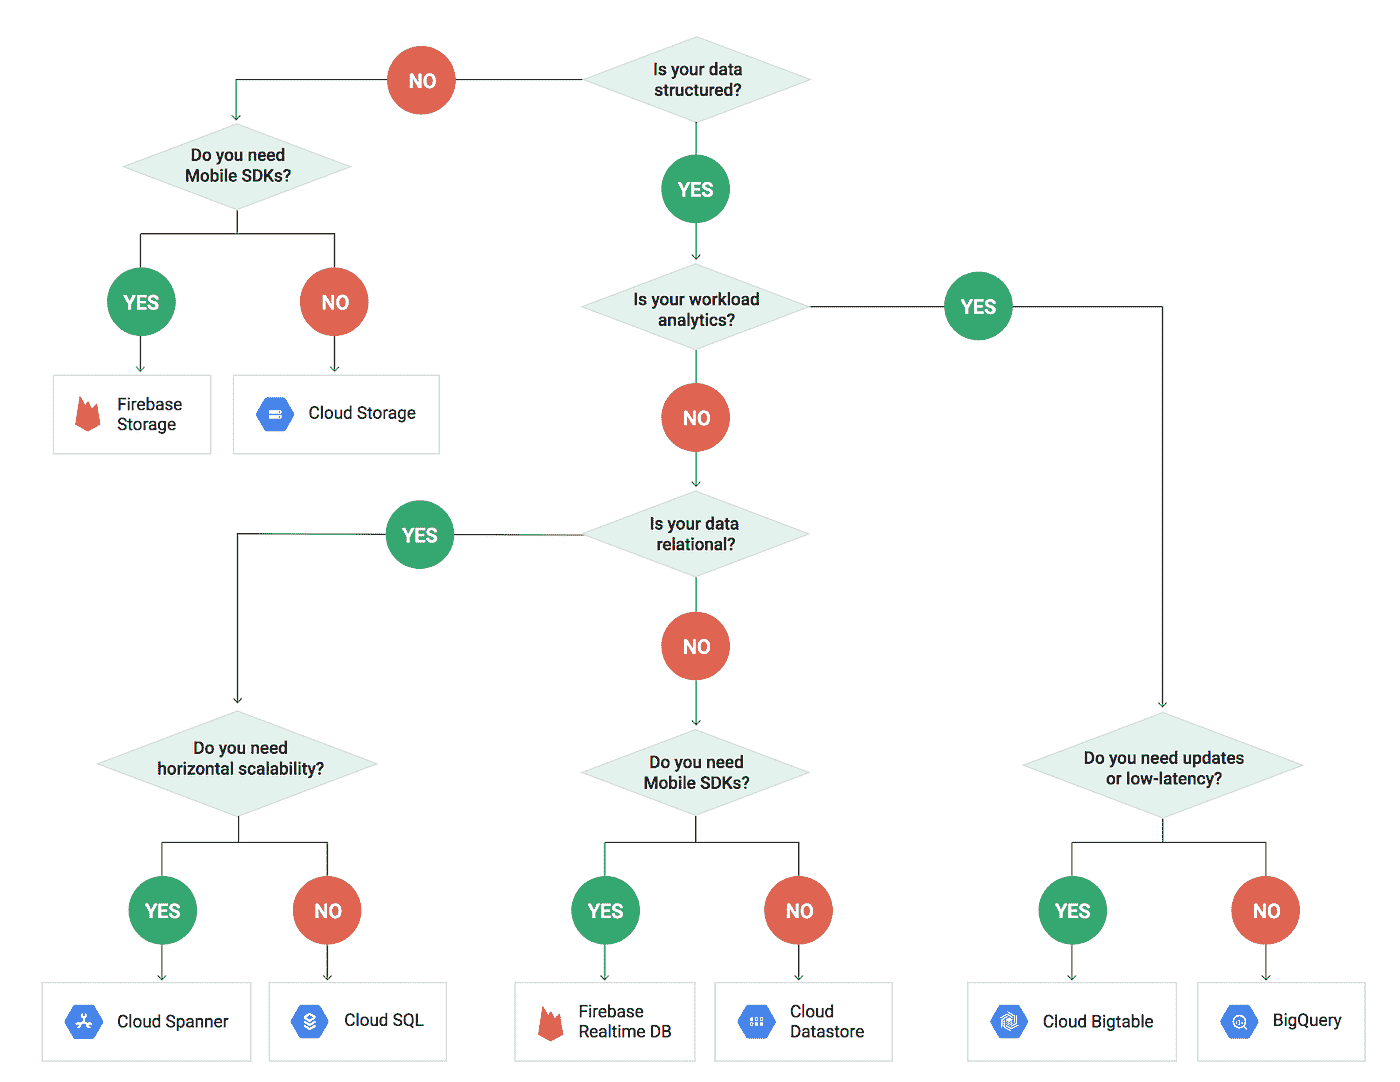 Is your data
structured?
NO
Do you need
Mobile SDKs?
YES
YES
NO
Is your workload
analytics?
YES
Firebase
Storage
Cloud Storage
NO
Is your data
relational?
YES
NO
Do you need
horizontal scalability?
Do you need
Mobile SDKs?
Do you need updates
or low-latency?
YES
NO
YES
NO
YES
NO
Cloud Spanner
Cloud SQL
Firebase
Realtime DB
Cloud
Datastore
Cloud Bigtable
BigQuery